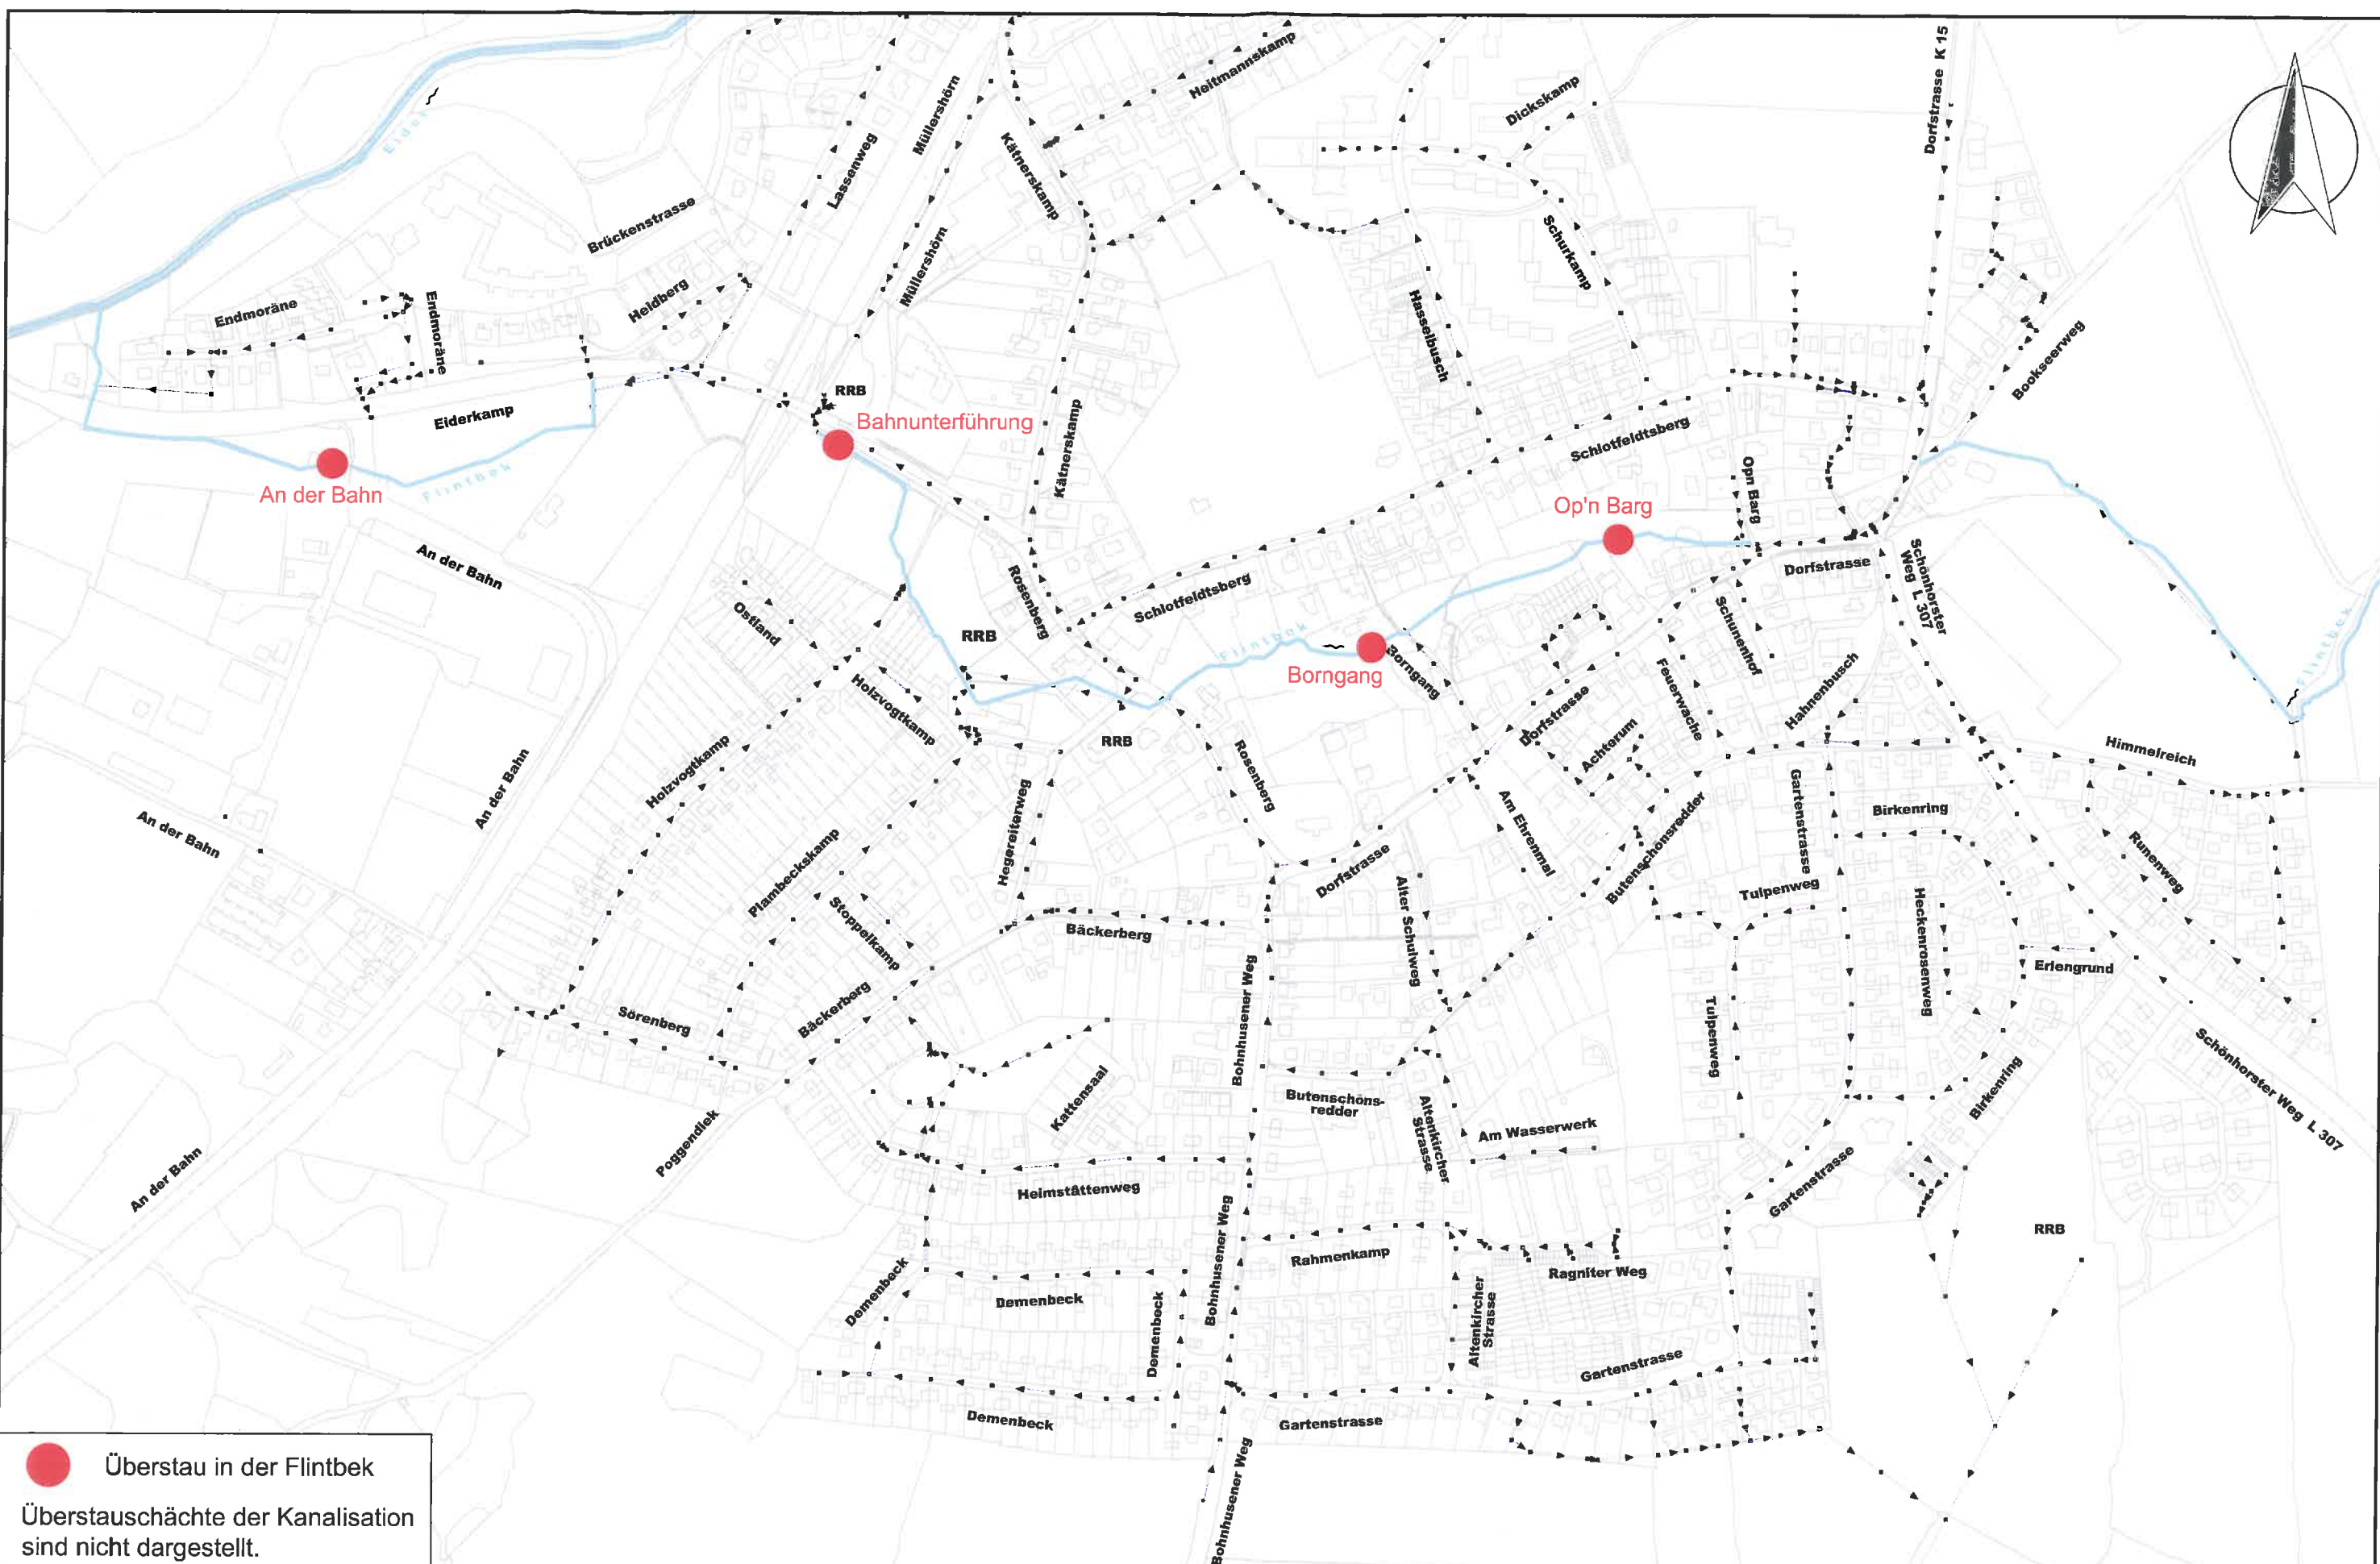 Dorfstrasse K 15
Heitmannskamp
Müllershörn
Dickskamp
Eider
Lassenweg
Kätnerskamp
Brückenstrasse
Schurkamp
Müllershörn
Heidberg
Endmoräne
Endmoräne
Hasselbusch
Bookseerweg
RRB
Eiderkamp
Bahnunterführung
Kätnerskamp
Schlotfeldtsberg
An der Bahn
Flintbek
Opn Barg
Op'n Barg
An der Bahn
Dorfstrasse
Schönhorster
Weg L 307
Rosenberg
Schlotfeldtsberg
Ostland
RRB
Flintbek
Flintbek
Borngang
Borngang
Schunenhof
Feuerwache
Hahnenbusch
Holzvogtkamp
Dorfstrasse
Achterum
RRB
Himmelreich
Holzvogtkamp
Rosenberg
An der Bahn
An der Bahn
Hegereiterweg
Am Ehrenmal
Gartenstrasse
Birkenring
Butenschönsredder
Runenweg
Plambeckskamp
Dorfstrasse
Tulpenweg
Stoppelkamp
Alter Schulweg
Heckenrosenweg
Bäckerberg
Erlengrund
Sörenberg
Bäckerberg
Bohnhusener Weg
Tulpenweg
Schönhorster Weg L 307
Kattensaal
Butenschöns-
redder
Birkenring
Poggendiek
Altenkircher
Strasse
Am Wasserwerk
An der Bahn
Heimstättenweg
Gartenstrasse
RRB
Bohnhusener Weg
Rahmenkamp
Ragniter Weg
Demenbeck
Demenbeck
Demenbeck
Altenkircher
Strasse
Gartenstrasse
Demenbeck
Gartenstrasse
Bohnhusener Weg
Überstau in der Flintbek
Überstauschächte der Kanalisation
sind nicht dargestellt.